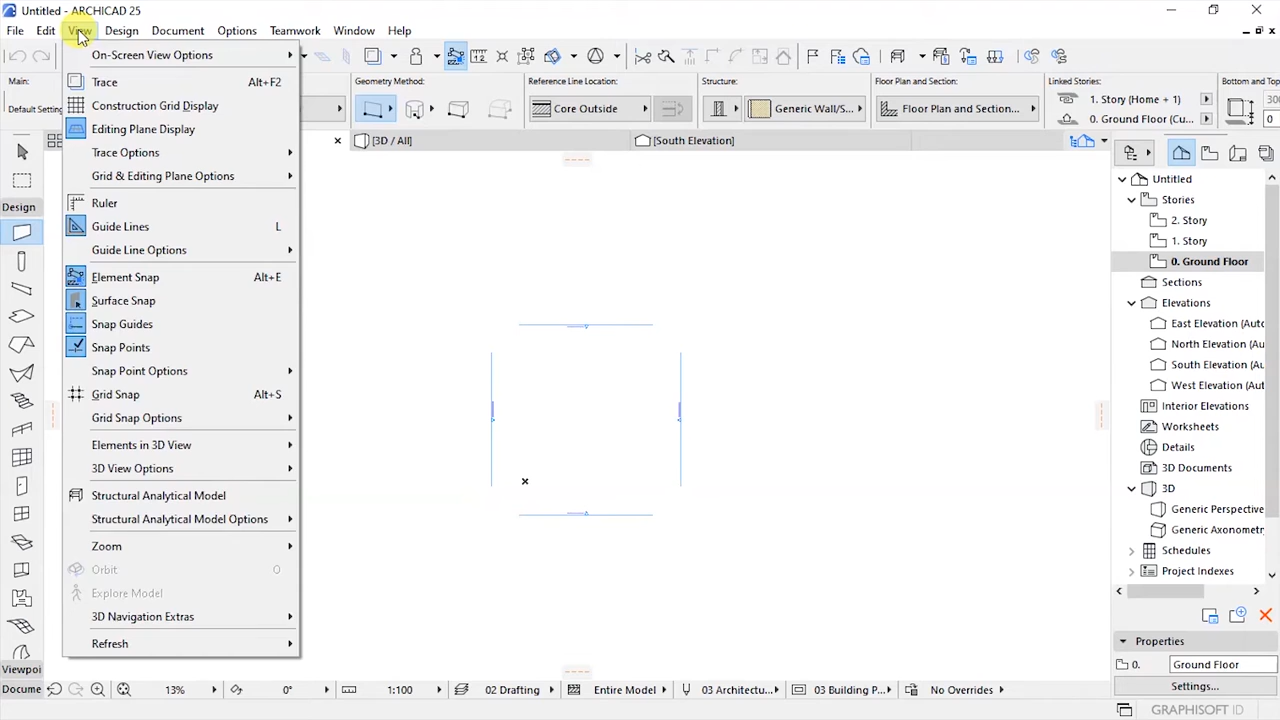 Untitled - ARCHICAD 25
File Edit View Design Document Options Teamwork Window Help
Main:
Default Setting
Geometry Method:
Reference Line Location:
Core Outside
Structure:
Generic Wall/S...
Floor Plan and Section:
Floor Plan and Section...
Linked Stories:
1. Story (Home + 1)
0. Ground Floor (Cu...
Bottom and Top
0
[3D / All]
[South Elevation]
On-Screen View Options
Trace Alt+F2
Construction Grid Display
Editing Plane Display
Trace Options
Grid & Editing Plane Options
Ruler
Guide Lines L
Guide Line Options
Element Snap Alt+E
Surface Snap
Snap Guides
Snap Points
Snap Point Options
Grid Snap Alt+S
Grid Snap Options
Elements in 3D View
3D View Options
Structural Analytical Model
Structural Analytical Model Options
Zoom
Orbit O
Explore Model
3D Navigation Extras
Refresh
Design
Viewpoi
Docume
Untitled
Stories
2. Story
1. Story
0. Ground Floor
Sections
Elevations
East Elevation (Auto
North Elevation (Au
South Elevation (Au
West Elevation (Aut
Interior Elevations
Worksheets
Details
3D Documents
3D
Generic Perspective
Generic Axonometry
Schedules
Project Indexes
Properties
0. Ground Floor
Settings...
13% 0° 1:100 02 Drafting Entire Model 03 Architectu... 03 Building P... No Overrides
GRAPHISOFT ID